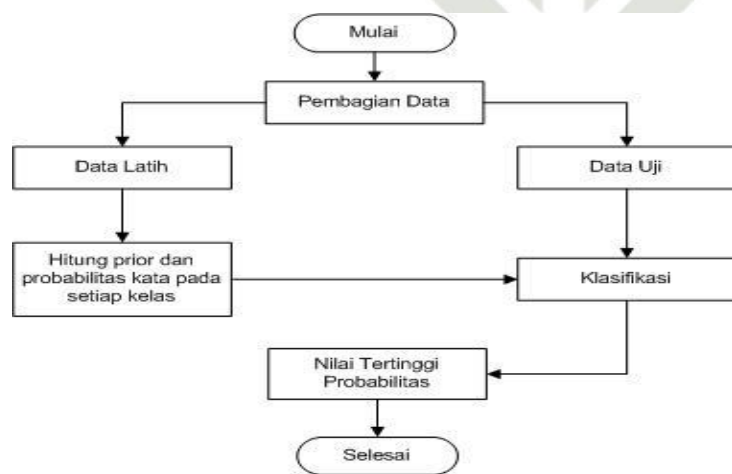 Mulai
Pembagian Data
Data Latih
Data Uji
Hitung prior dan
probabilitas kata pada
setiap kelas
Klasifikasi
Nilai Tertinggi
Probabilitas
Selesai